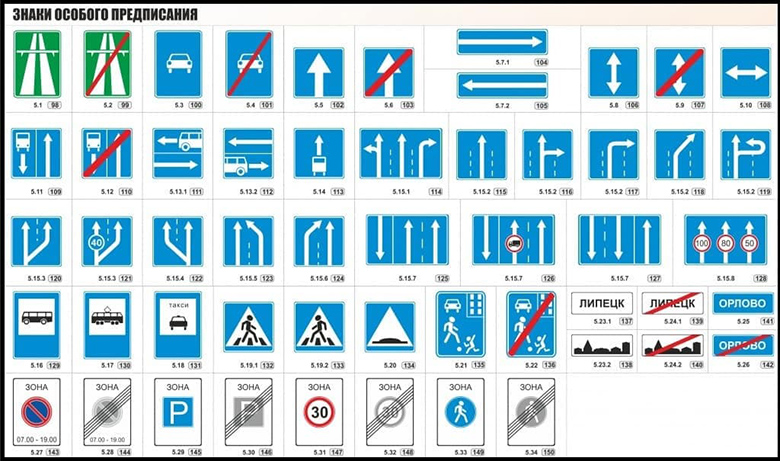 ЗНАКИ ОСОБОГО ПРЕДПИСАНИЯ
5.1 98
5.2 99
5.3 100
5.4 101
5.5 102
5.6 103
5.7.1 104
5.7.2 105
5.8 106
5.9 107
5.10 108
5.11 109
5.12 110
5.13.1 111
5.13.2 112
5.14 113
5.15.1 114
5.15.2 115
5.15.2 116
5.15.2 117
5.15.2 118
5.15.2 119
40
100 80 50
5.15.3 120
5.15.3 121
5.15.4 122
5.15.5 123
5.15.6 124
5.15.7 125
5.15.7 126
5.15.7 127
5.15.8 128
такси
ЛИПЕЦК
ЛИПЕЦК
ОРЛОВО
5.23.1 137
5.24.1 139
5.25 141
ОРЛОВО
5.16 129
5.17 130
5.18 131
5.19.1 132
5.19.2 133
5.20 134
5.21 135
5.22 136
5.23.2 138
5.24.2 140
5.26 142
ЗОНА
ЗОНА
ЗОНА
ЗОНА
ЗОНА
ЗОНА
ЗОНА
ЗОНА
P
P
30
30
07.00 - 19.00
07.00 - 19.00
5.27 143
5.28 144
5.29 145
5.30 146
5.31 147
5.32 148
5.33 149
5.34 150